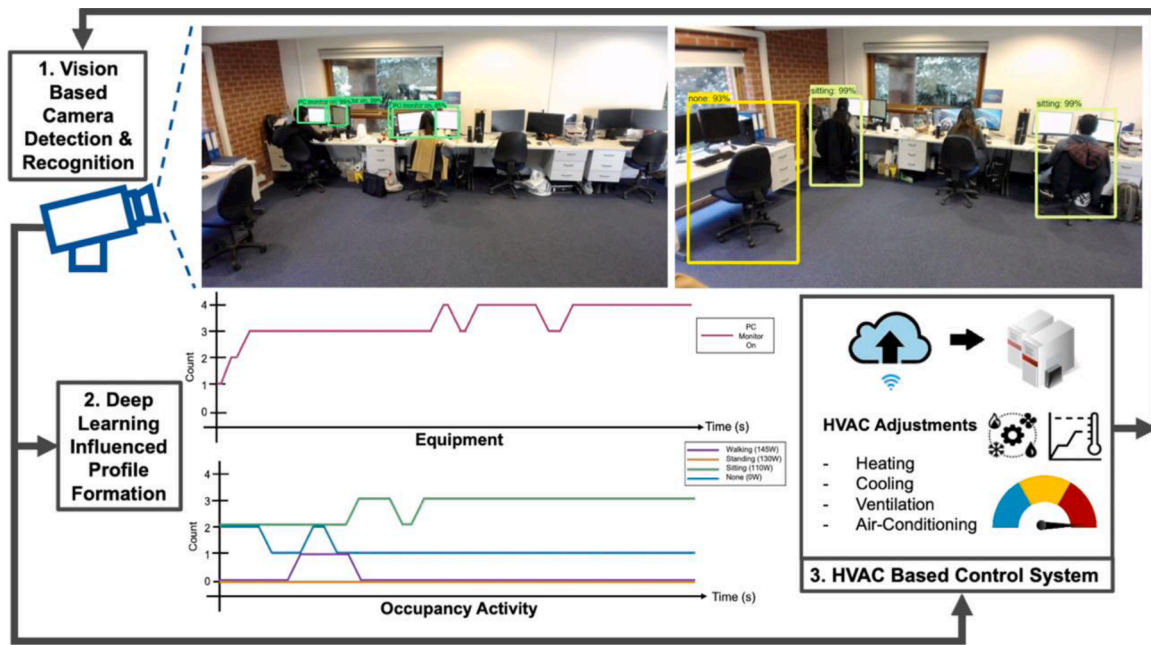 1. Vision
Based
Camera
Detection &
Recognition
none: 93%
sitting: 99%
sitting: 99%
2. Deep
Learning
Influenced
Profile
Formation
Count
4
3
2
1
0
PC
Monitor
On
Time (s)
Equipment
Walking (145W)
Standing (130W)
Sitting (110W)
None (0W)
Count
4
3
2
1
0
Time (s)
Occupancy Activity
HVAC Adjustments
- Heating
- Cooling
- Ventilation
- Air-Conditioning
3. HVAC Based Control System